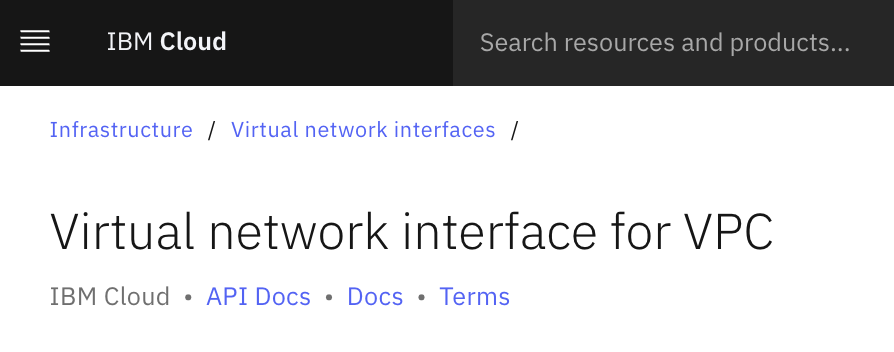 IBM Cloud Search resources and products...
Infrastructure / Virtual network interfaces /
Virtual network interface for VPC
IBM Cloud • API Docs • Docs • Terms